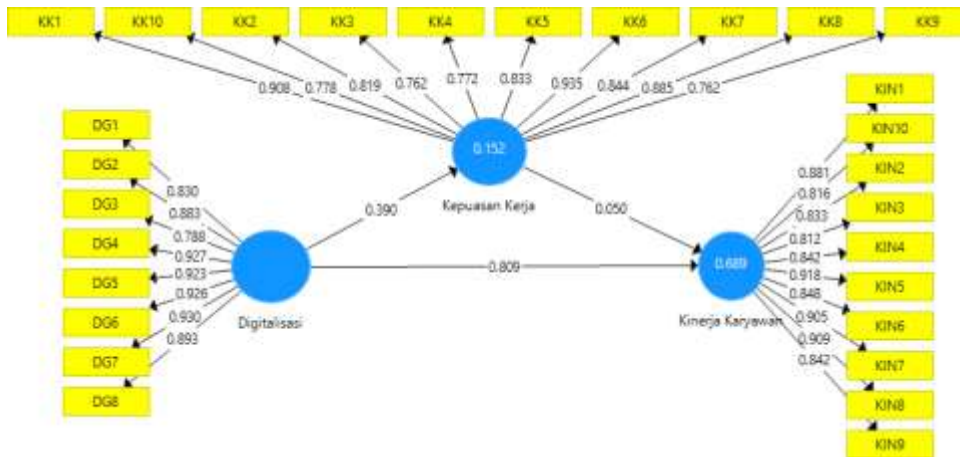 KK1 KK10 KK2 KK3 KK4 KK5 KK6 KK7 KK8 KK9
0.908 0.778 0.819 0.762 0.772 0.833 0.935 0.844 0.885 0.762
DG1
DG2
DG3
DG4
DG5
DG6
DG7
DG8
0.830
0.883
0.788
0.927
0.923
0.926
0.930
0.893
Digitalisasi
0.390
0.152
Kepuasan Kerja
0.050
0.809
0.689
Kinerja Karyawan
0.881
0.816
0.833
0.812
0.842
0.918
0.848
0.905
0.909
0.842
KIN1
KIN10
KIN2
KIN3
KIN4
KIN5
KIN6
KIN7
KIN8
KIN9